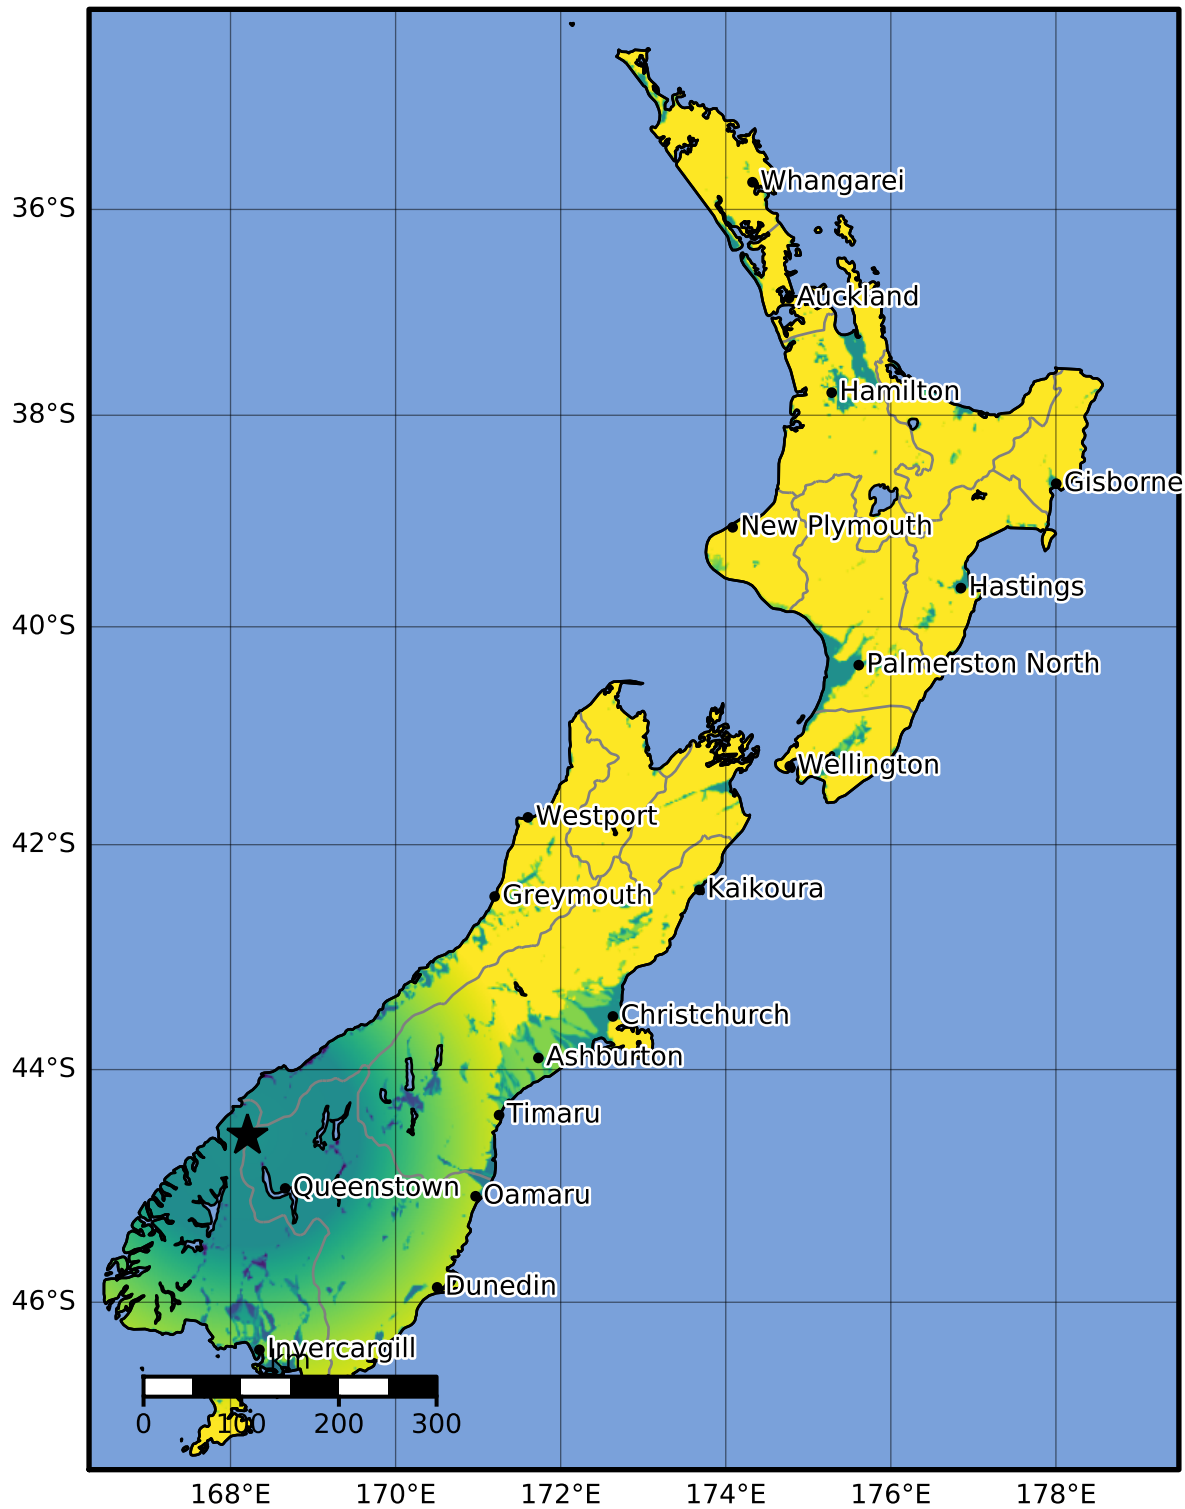 Whangarei
36°S
Auckland
Hamilton
38°S
Gisborne
New Plymouth
Hastings
40°S
Palmerston North
Wellington
Westport
42°S
Kaikoura
Greymouth
Christchurch
Ashburton
44°S
Timaru
Queenstown
Oamaru
Dunedin
46°S
Invercargill
km
0 100 200 300
168°E 170°E 172°E 174°E 176°E 178°E